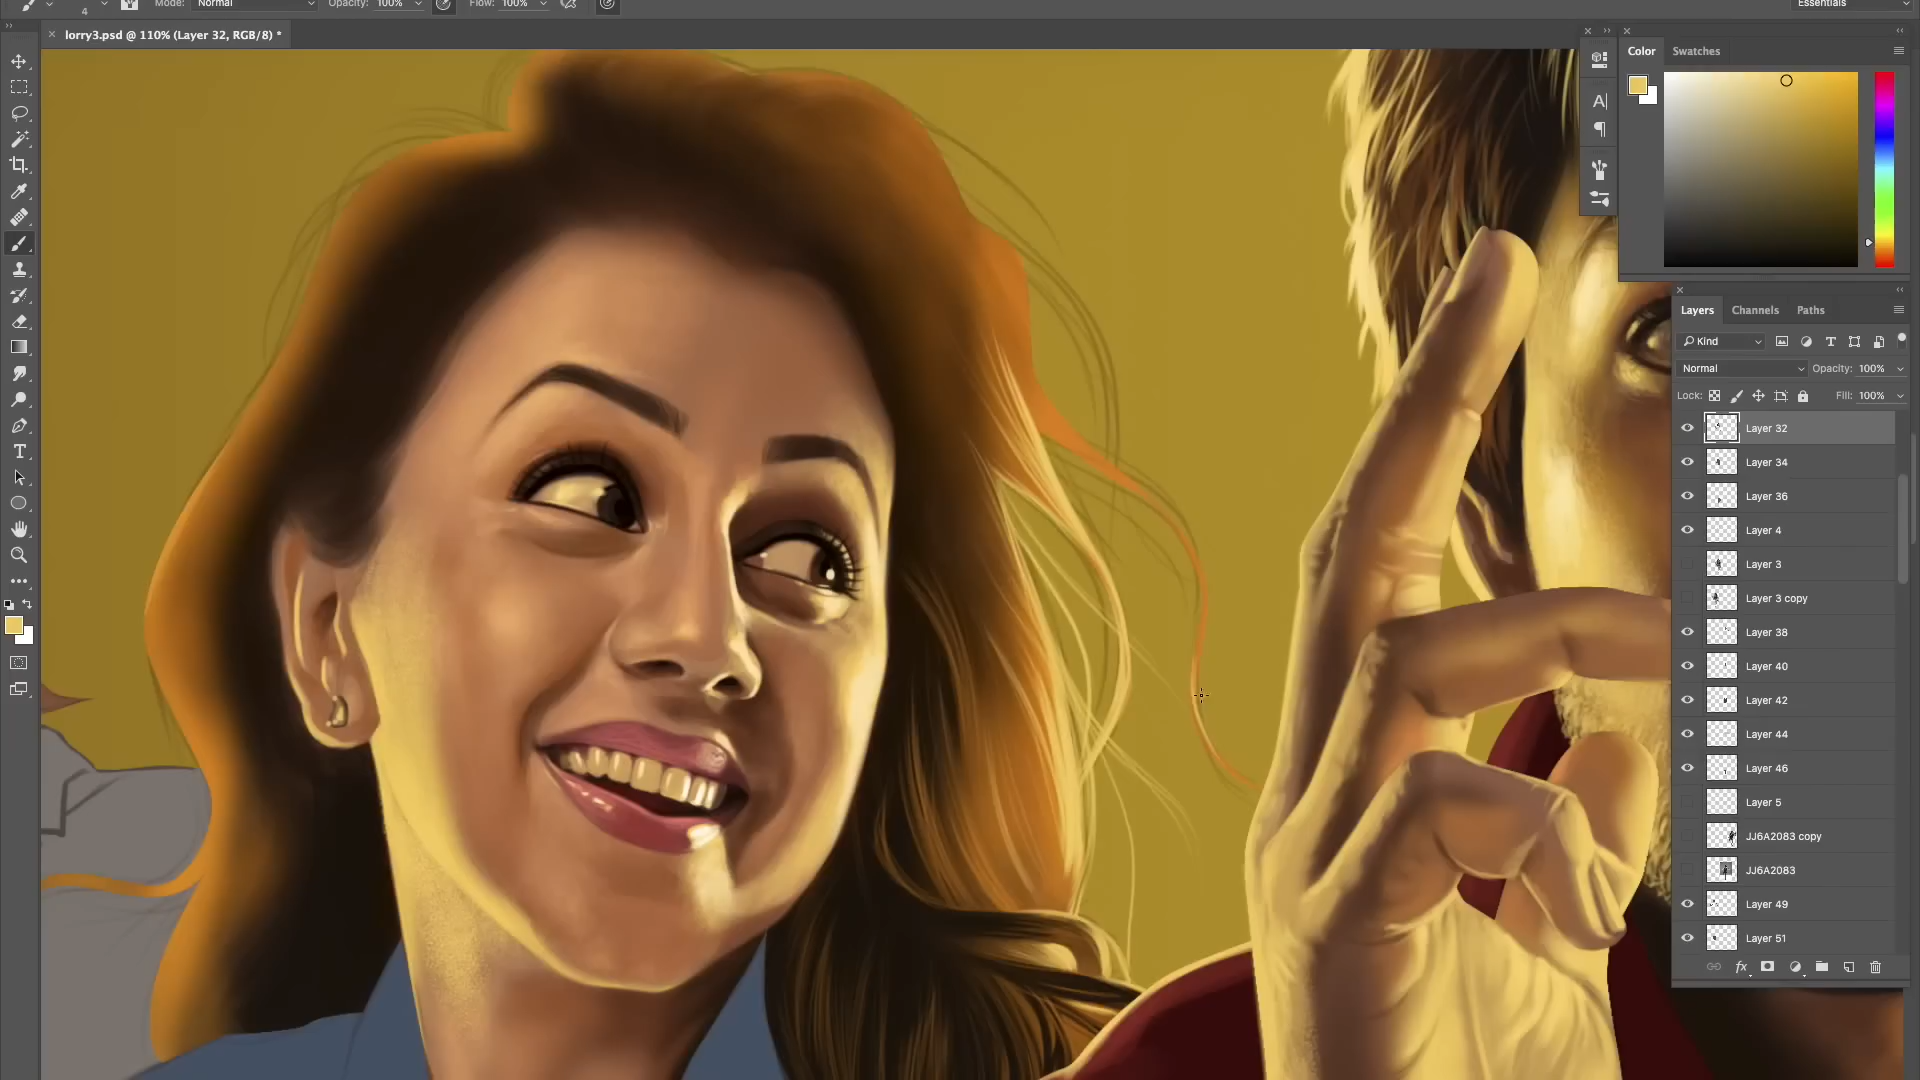 4 Mode: Normal Opacity: 100% Flow: 100% Essentials
lorry3.psd @ 110% (Layer 32, RGB/8) *
Color Swatches
Layers Channels Paths
Kind
Normal Opacity: 100%
Lock: Fill: 100%
Layer 32
Layer 34
Layer 36
Layer 4
Layer 3
Layer 3 copy
Layer 38
Layer 40
Layer 42
Layer 44
Layer 46
Layer 5
JJ6A2083 copy
JJ6A2083
Layer 49
Layer 51